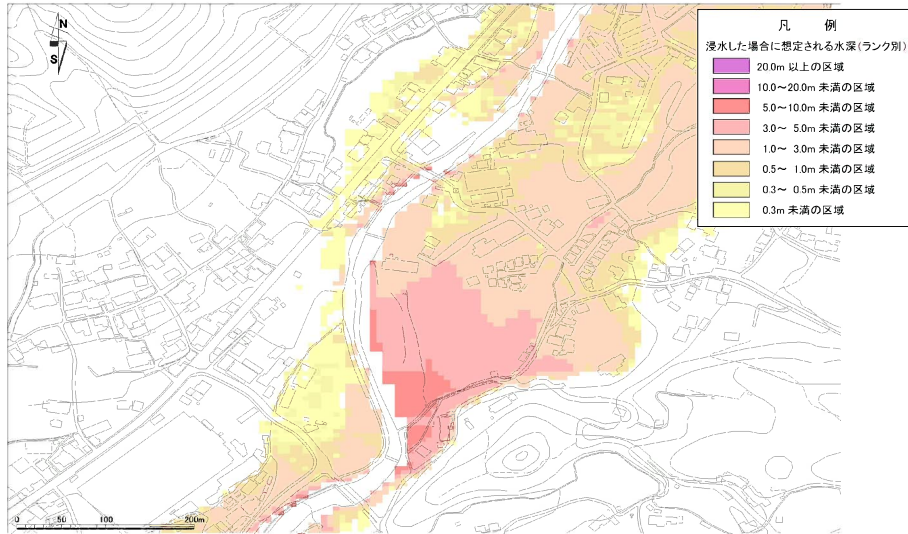 N
S
凡 例
浸水した場合に想定される水深(ランク別)
20.0m 以上の区域
10.0～20.0m 未満の区域
5.0～10.0m 未満の区域
3.0～ 5.0m 未満の区域
1.0～ 3.0m 未満の区域
0.5～ 1.0m 未満の区域
0.3～ 0.5m 未満の区域
0.3m 未満の区域
0 50 100 200m